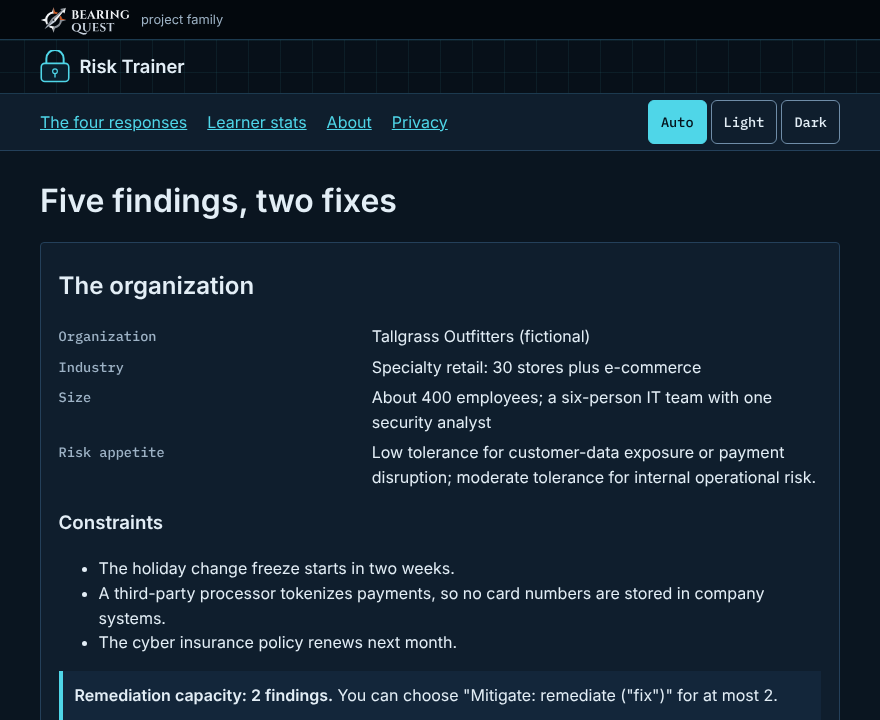 BEARING
QUEST
project family
Risk Trainer
The four responses Learner stats About Privacy
Auto Light Dark
Five findings, two fixes
The organization
Organization Tallgrass Outfitters (fictional)
Industry Specialty retail: 30 stores plus e-commerce
Size About 400 employees; a six-person IT team with one
security analyst
Risk appetite Low tolerance for customer-data exposure or payment
disruption; moderate tolerance for internal operational risk.
Constraints
The holiday change freeze starts in two weeks.
A third-party processor tokenizes payments, so no card numbers are stored in company
systems.
The cyber insurance policy renews next month.
Remediation capacity: 2 findings. You can choose "Mitigate: remediate ("fix")" for at most 2.